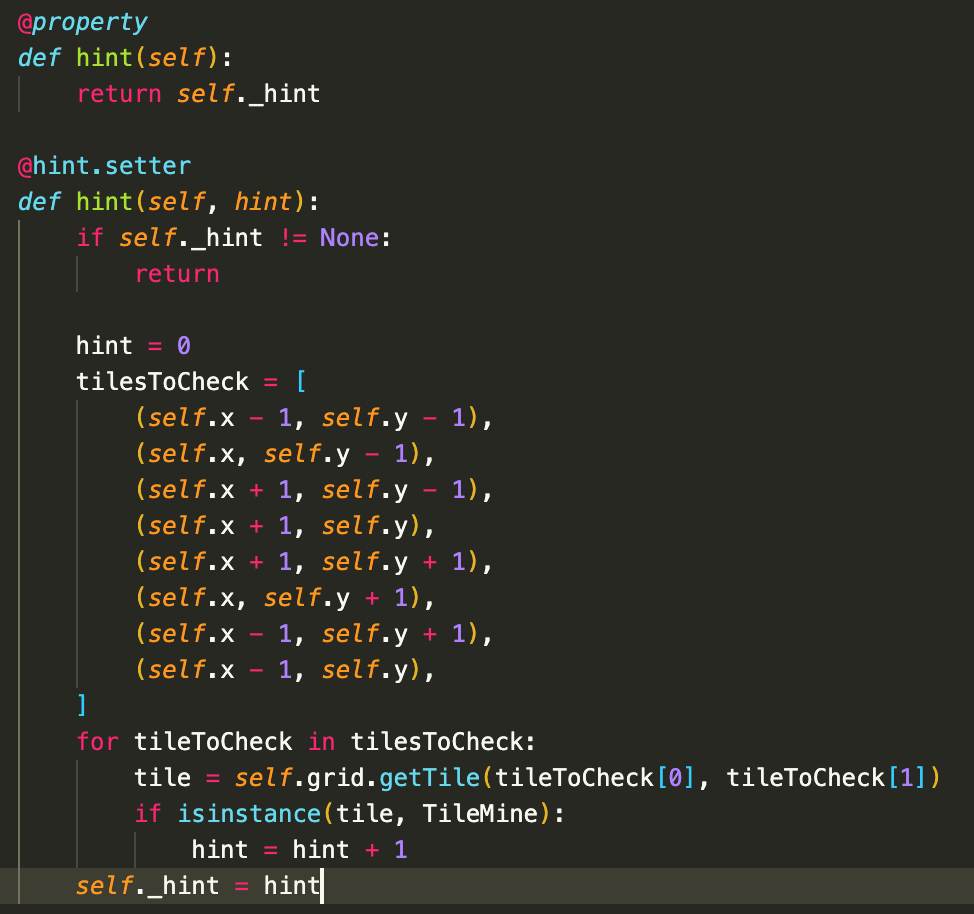 @property
def hint(self):
    return self._hint

@hint.setter
def hint(self, hint):
    if self._hint != None:
        return

    hint = 0
    tilesToCheck = [
        (self.x - 1, self.y - 1),
        (self.x, self.y - 1),
        (self.x + 1, self.y - 1),
        (self.x + 1, self.y),
        (self.x + 1, self.y + 1),
        (self.x, self.y + 1),
        (self.x - 1, self.y + 1),
        (self.x - 1, self.y),
    ]
    for tileToCheck in tilesToCheck:
        tile = self.grid.getTile(tileToCheck[0], tileToCheck[1])
        if isinstance(tile, TileMine):
            hint = hint + 1
    self._hint = hint